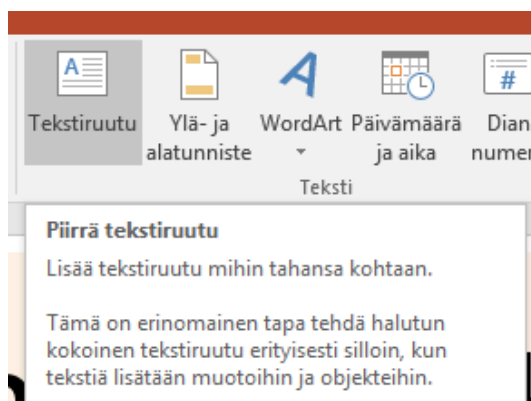 Tekstiruutu
Ylä- ja
alatunniste
WordArt
Päivämäärä
ja aika
Dian
numer
Teksti
Piirrä tekstiruutu
Lisää tekstiruutu mihin tahansa kohtaan.
Tämä on erinomainen tapa tehdä halutun
kokoinen tekstiruutu erityisesti silloin, kun
tekstiä lisätään muotoihin ja objekteihin.